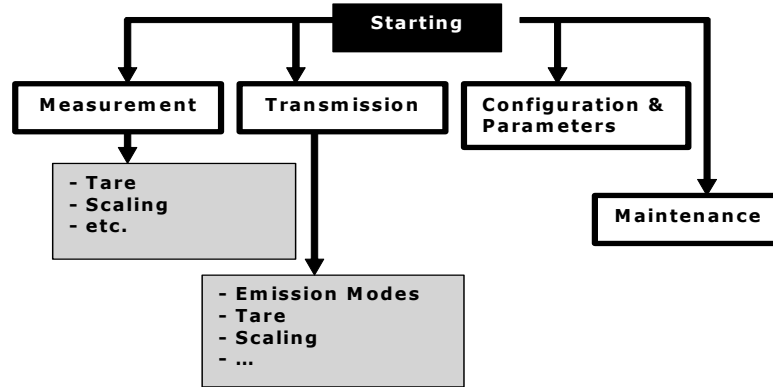 Starting
Measurement
Transmission
Configuration &
Parameters
- Tare
- Scaling
- etc.
Maintenance
- Emission Modes
- Tare
- Scaling
- …